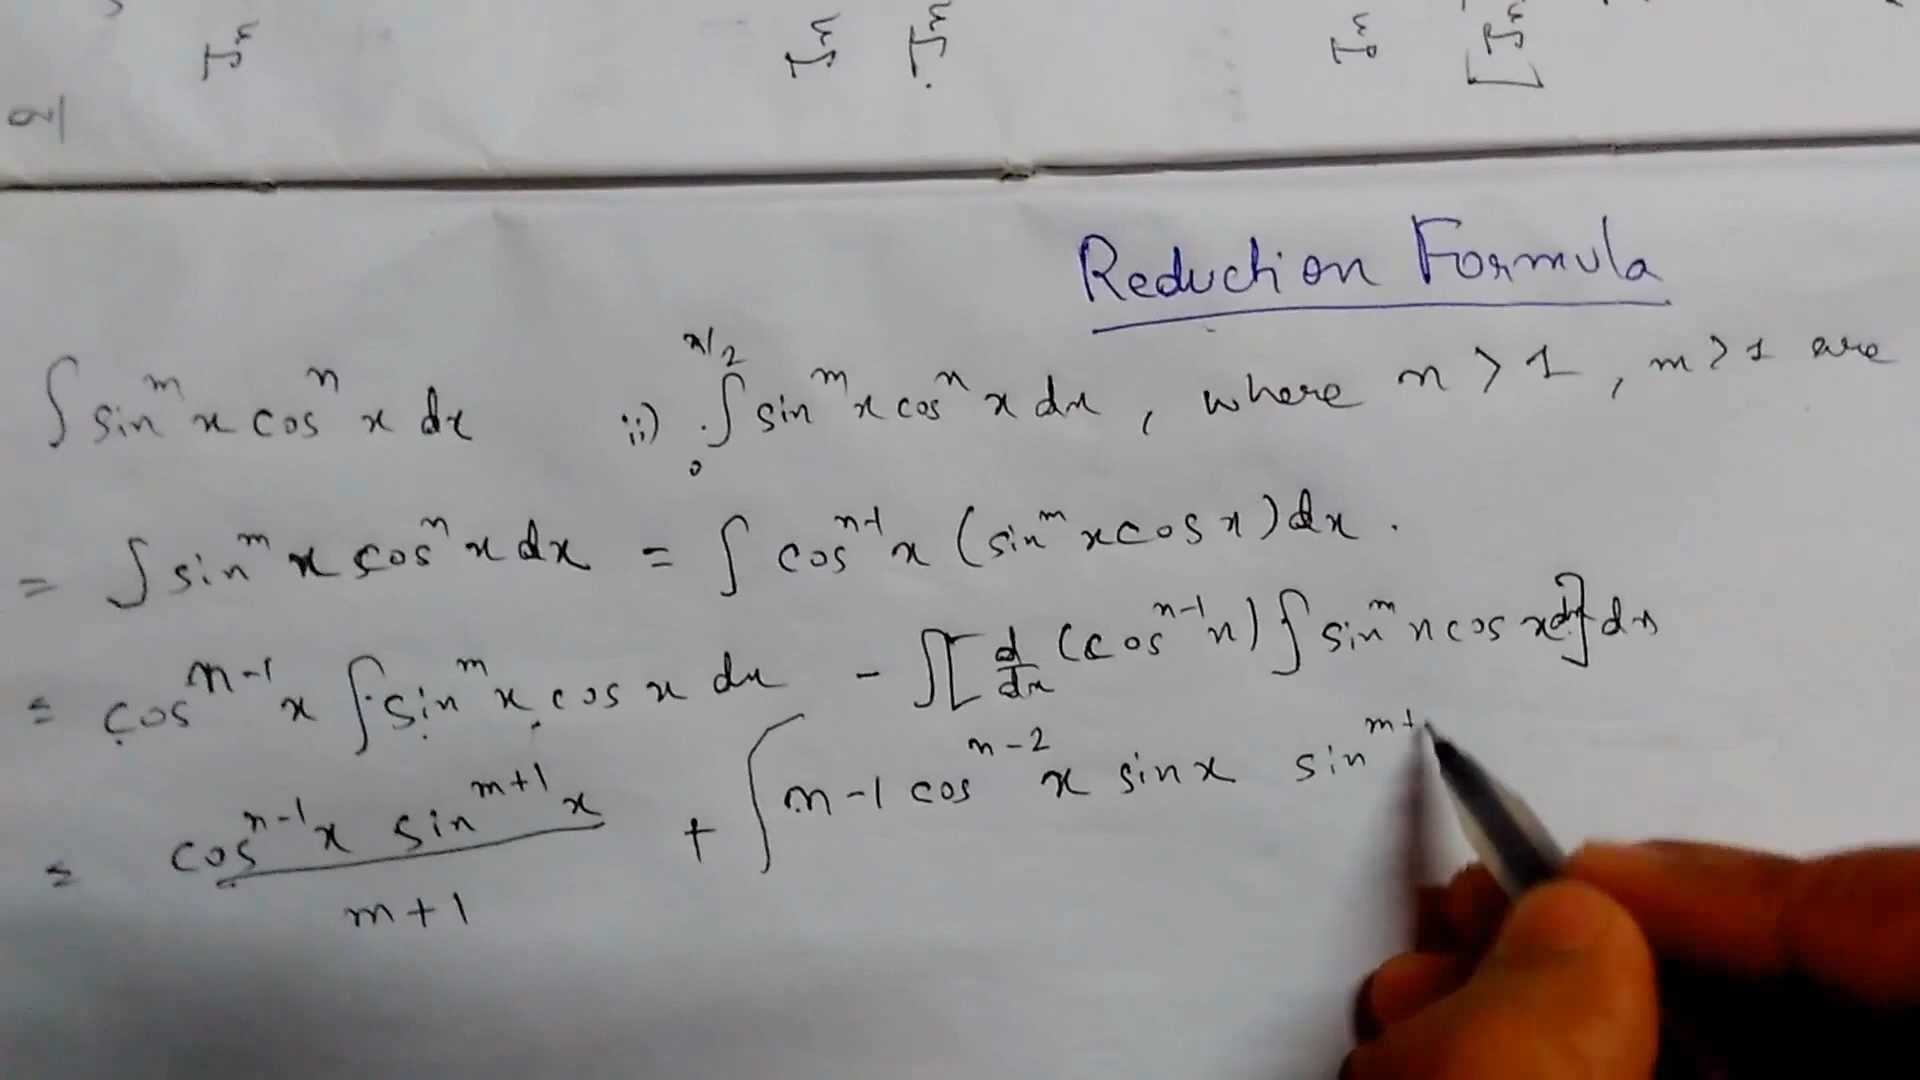 Reduction Formula
∫ sin^m x cos^n x dx ii) ∫_0^{π/2} sin^m x cos^n x dx, where n > 1, m > 1 are
= ∫ sin^m x cos^n x dx = ∫ cos^{n-1} x (sin^m x cos x) dx.
= cos^{n-1} x ∫ sin^m x cos x dx - ∫[d/dx (cos^{n-1} x) ∫ sin^m x cos x dx] dx
= cos^{n-1} x sin^{m+1} x / m+1 + ∫ n-1 cos^{n-2} x sin x sin^{m+